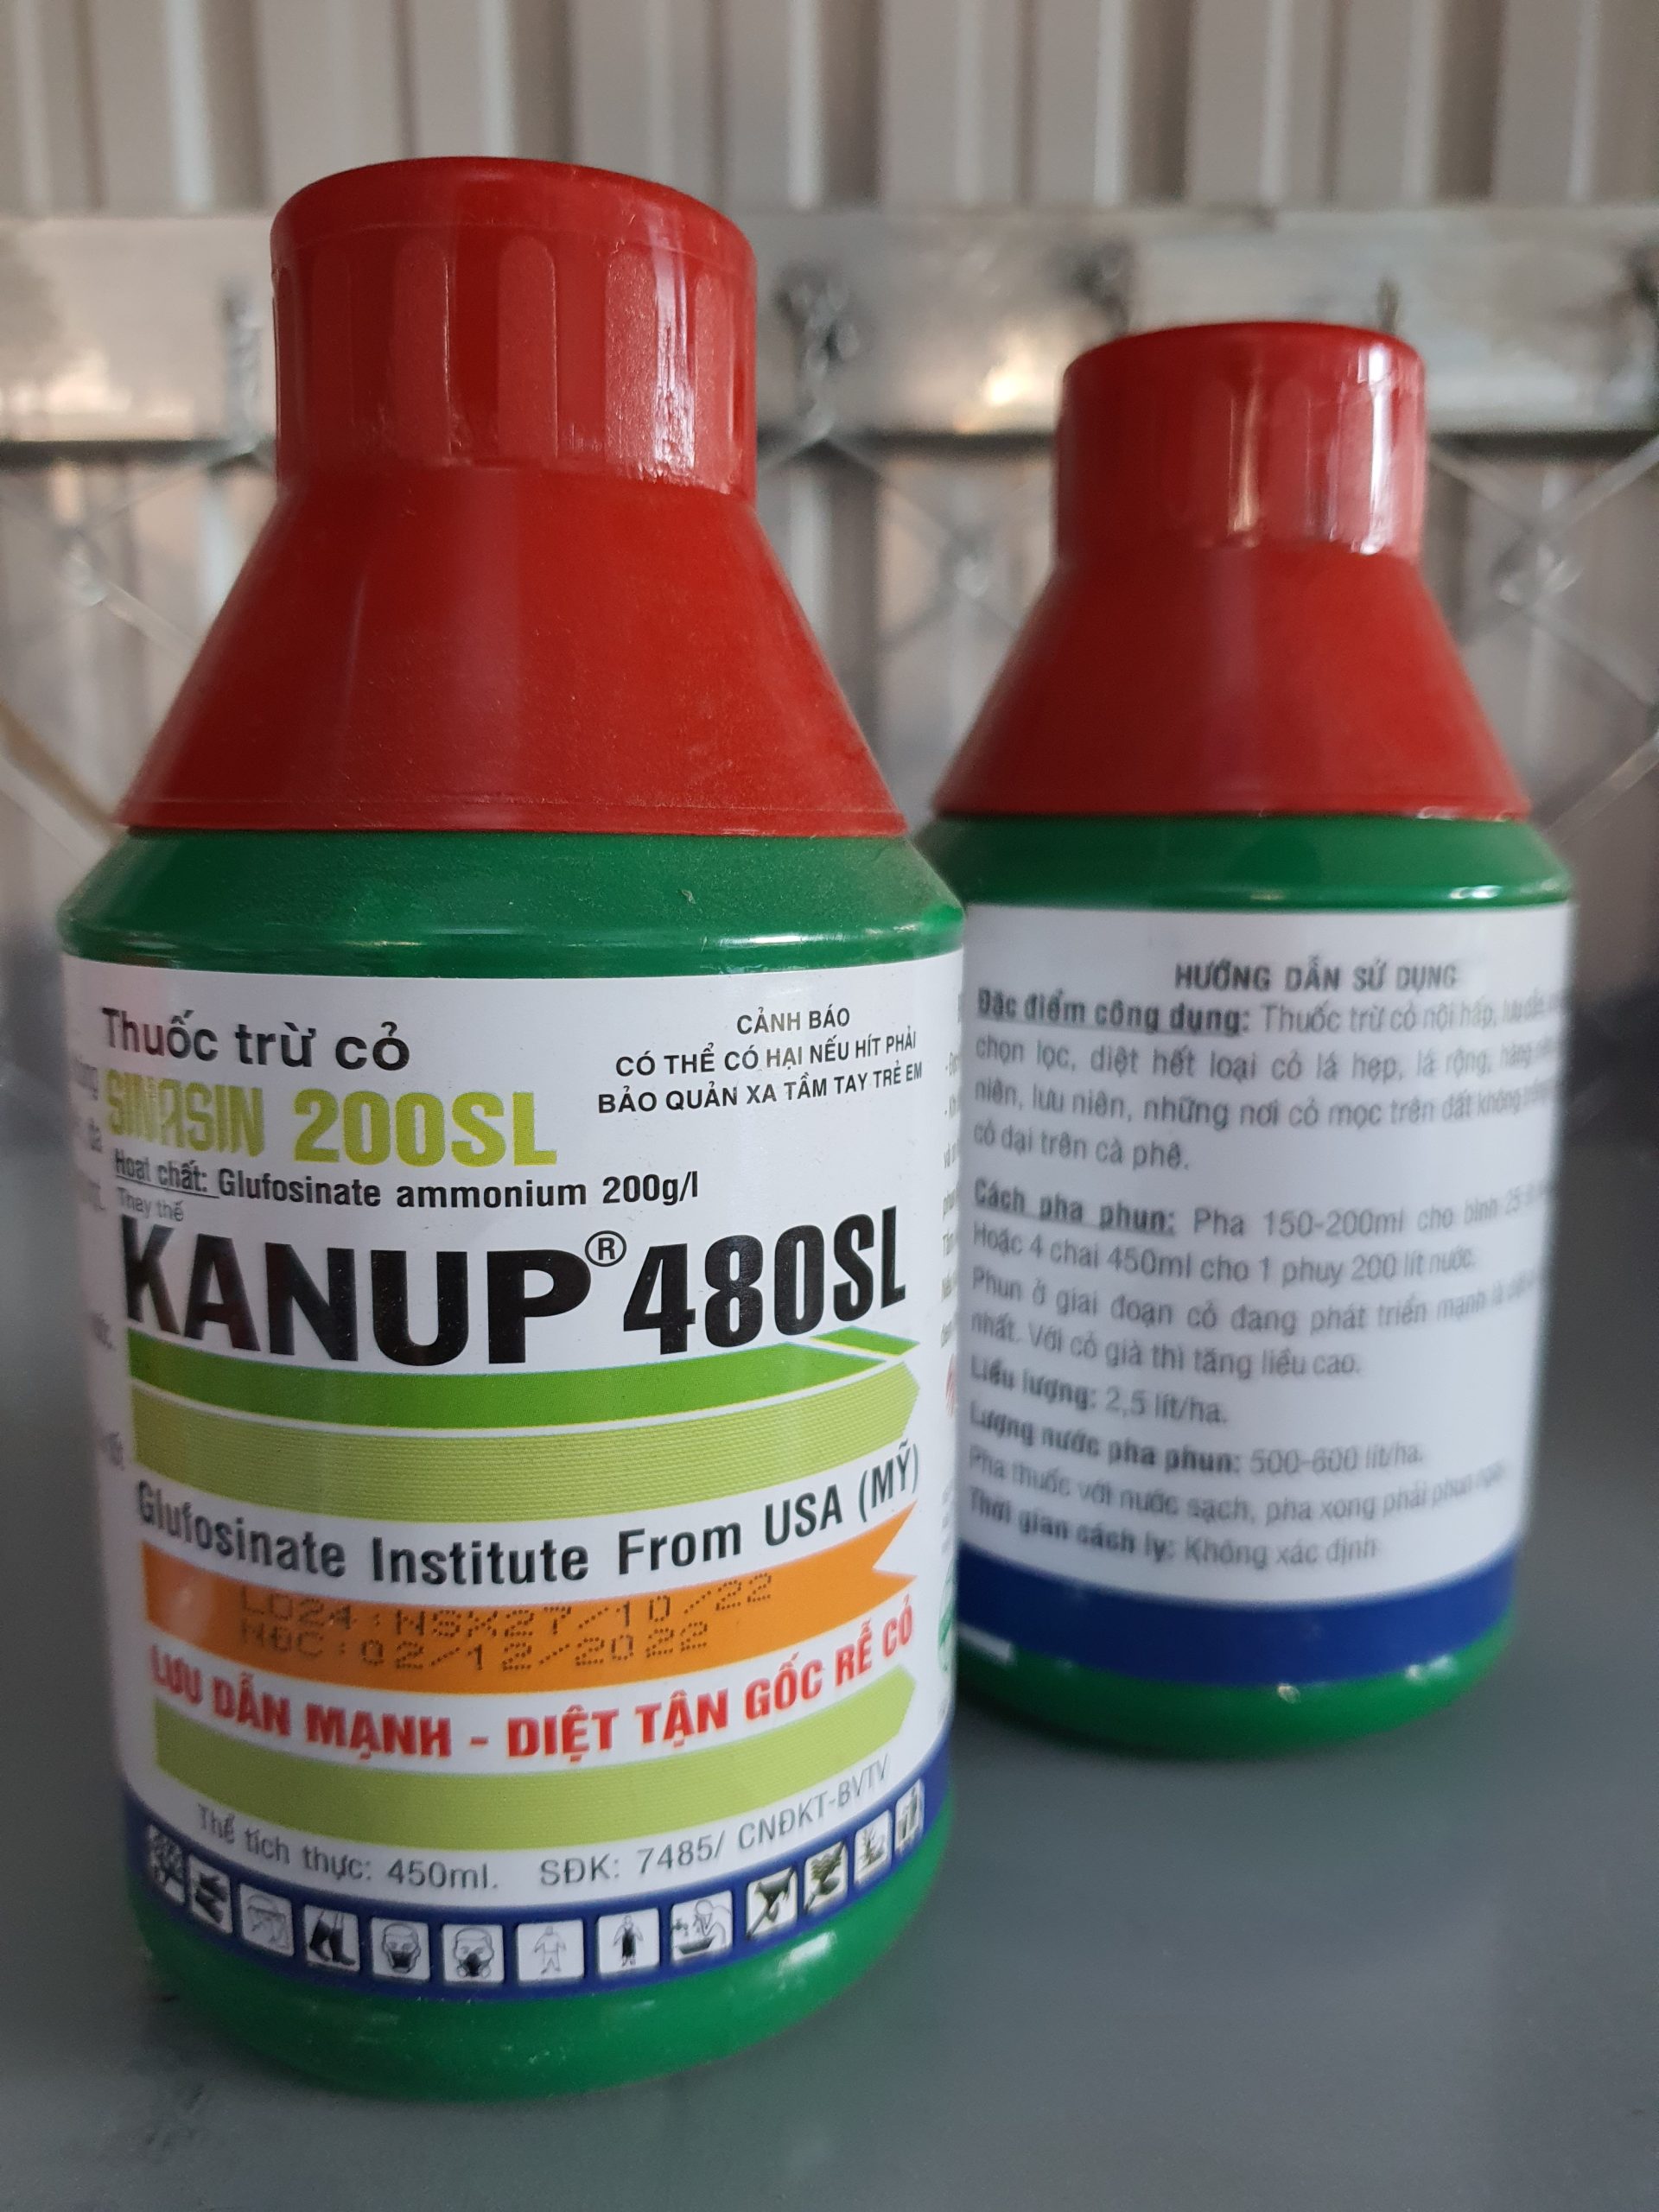 Thuốc trừ cỏ
SINASIN 200SL
Hoạt chất: Glufosinate ammonium 200g/l
CẢNH BÁO
CÓ THỂ CÓ HẠI NẾU HÍT PHẢI
BẢO QUẢN XA TẦM TAY TRẺ EM
Thay thế
KANUP® 480SL
Glufosinate Institute From USA (MỸ)
LO24:NSX27/10/22
NĐC:02/12/2022
LƯU DẪN MẠNH - DIỆT TẬN GỐC RỄ CỎ
Thể tích thực: 450ml. SĐK: 7485/ CNĐKT-BVTV
HƯỚNG DẪN SỬ DỤNG
Đặc điểm công dụng: Thuốc trừ cỏ nội hấp, lưu dẫn,
chọn lọc, diệt hết loại cỏ lá hẹp, lá rộng, hàng
niên, lưu niên, những nơi cỏ mọc trên đất không
cỏ dại trên cà phê.
Cách pha phun: Pha 150-200ml cho bình 25
Hoặc 4 chai 450ml cho 1 phuy 200 lít nước.
Phun ở giai đoạn cỏ đang phát triển mạnh là
nhất. Với cỏ già thì tăng liều cao.
Liều lượng: 2,5 lít/ha.
Lượng nước pha phun: 500-600 lít/ha.
Pha thuốc với nước sạch, pha xong phải phun ngay
Thời gian cách ly: Không xác định